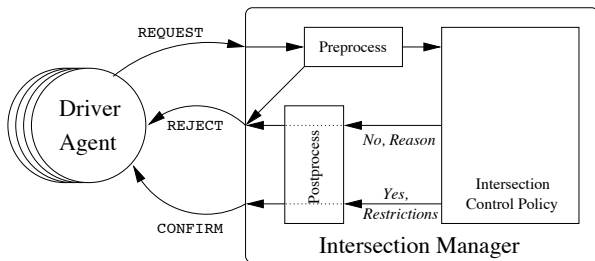 REQUEST
Preprocess
Driver
Agent
REJECT
No, Reason
Postprocess
Yes,
Restrictions
Intersection
Control Policy
CONFIRM
Intersection Manager